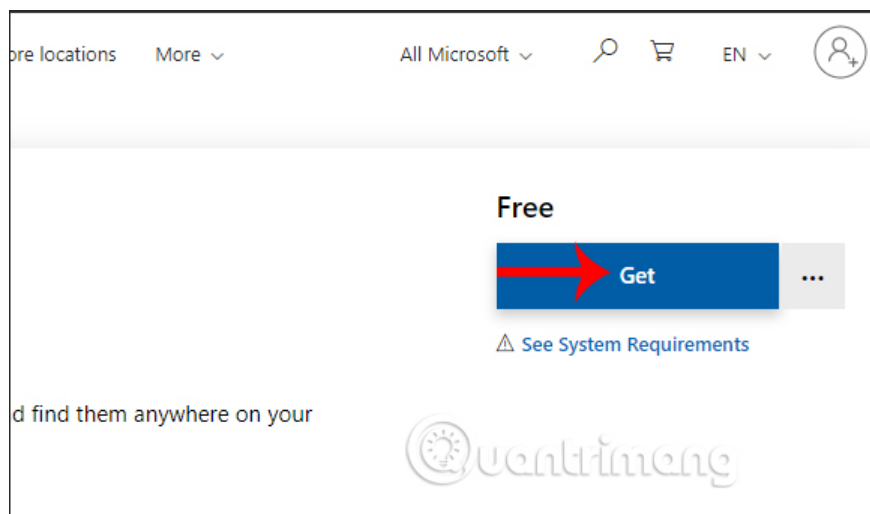 ore locations More All Microsoft EN
Free
Get ...
See System Requirements
d find them anywhere on your
Quantrimang